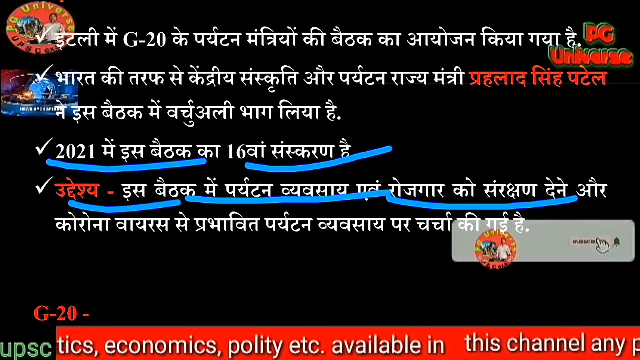 PG Universe
इटली में G-20 के पर्यटन मंत्रियों की बैठक का आयोजन किया गया है.
✓ भारत की तरफ से केंद्रीय संस्कृति और पर्यटन राज्य मंत्री प्रहलाद सिंह पटेल
ने इस बैठक में वर्चुअली भाग लिया है.
✓ 2021 में इस बैठक का 16वां संस्करण है
✓ उद्देश्य - इस बैठक में पर्यटन व्यवसाय एवं रोजगार को संरक्षण देने और
कोरोना वायरस से प्रभावित पर्यटन व्यवसाय पर चर्चा की गई है.
G-20 -
upsc tics, economics, polity etc. available in this channel any p